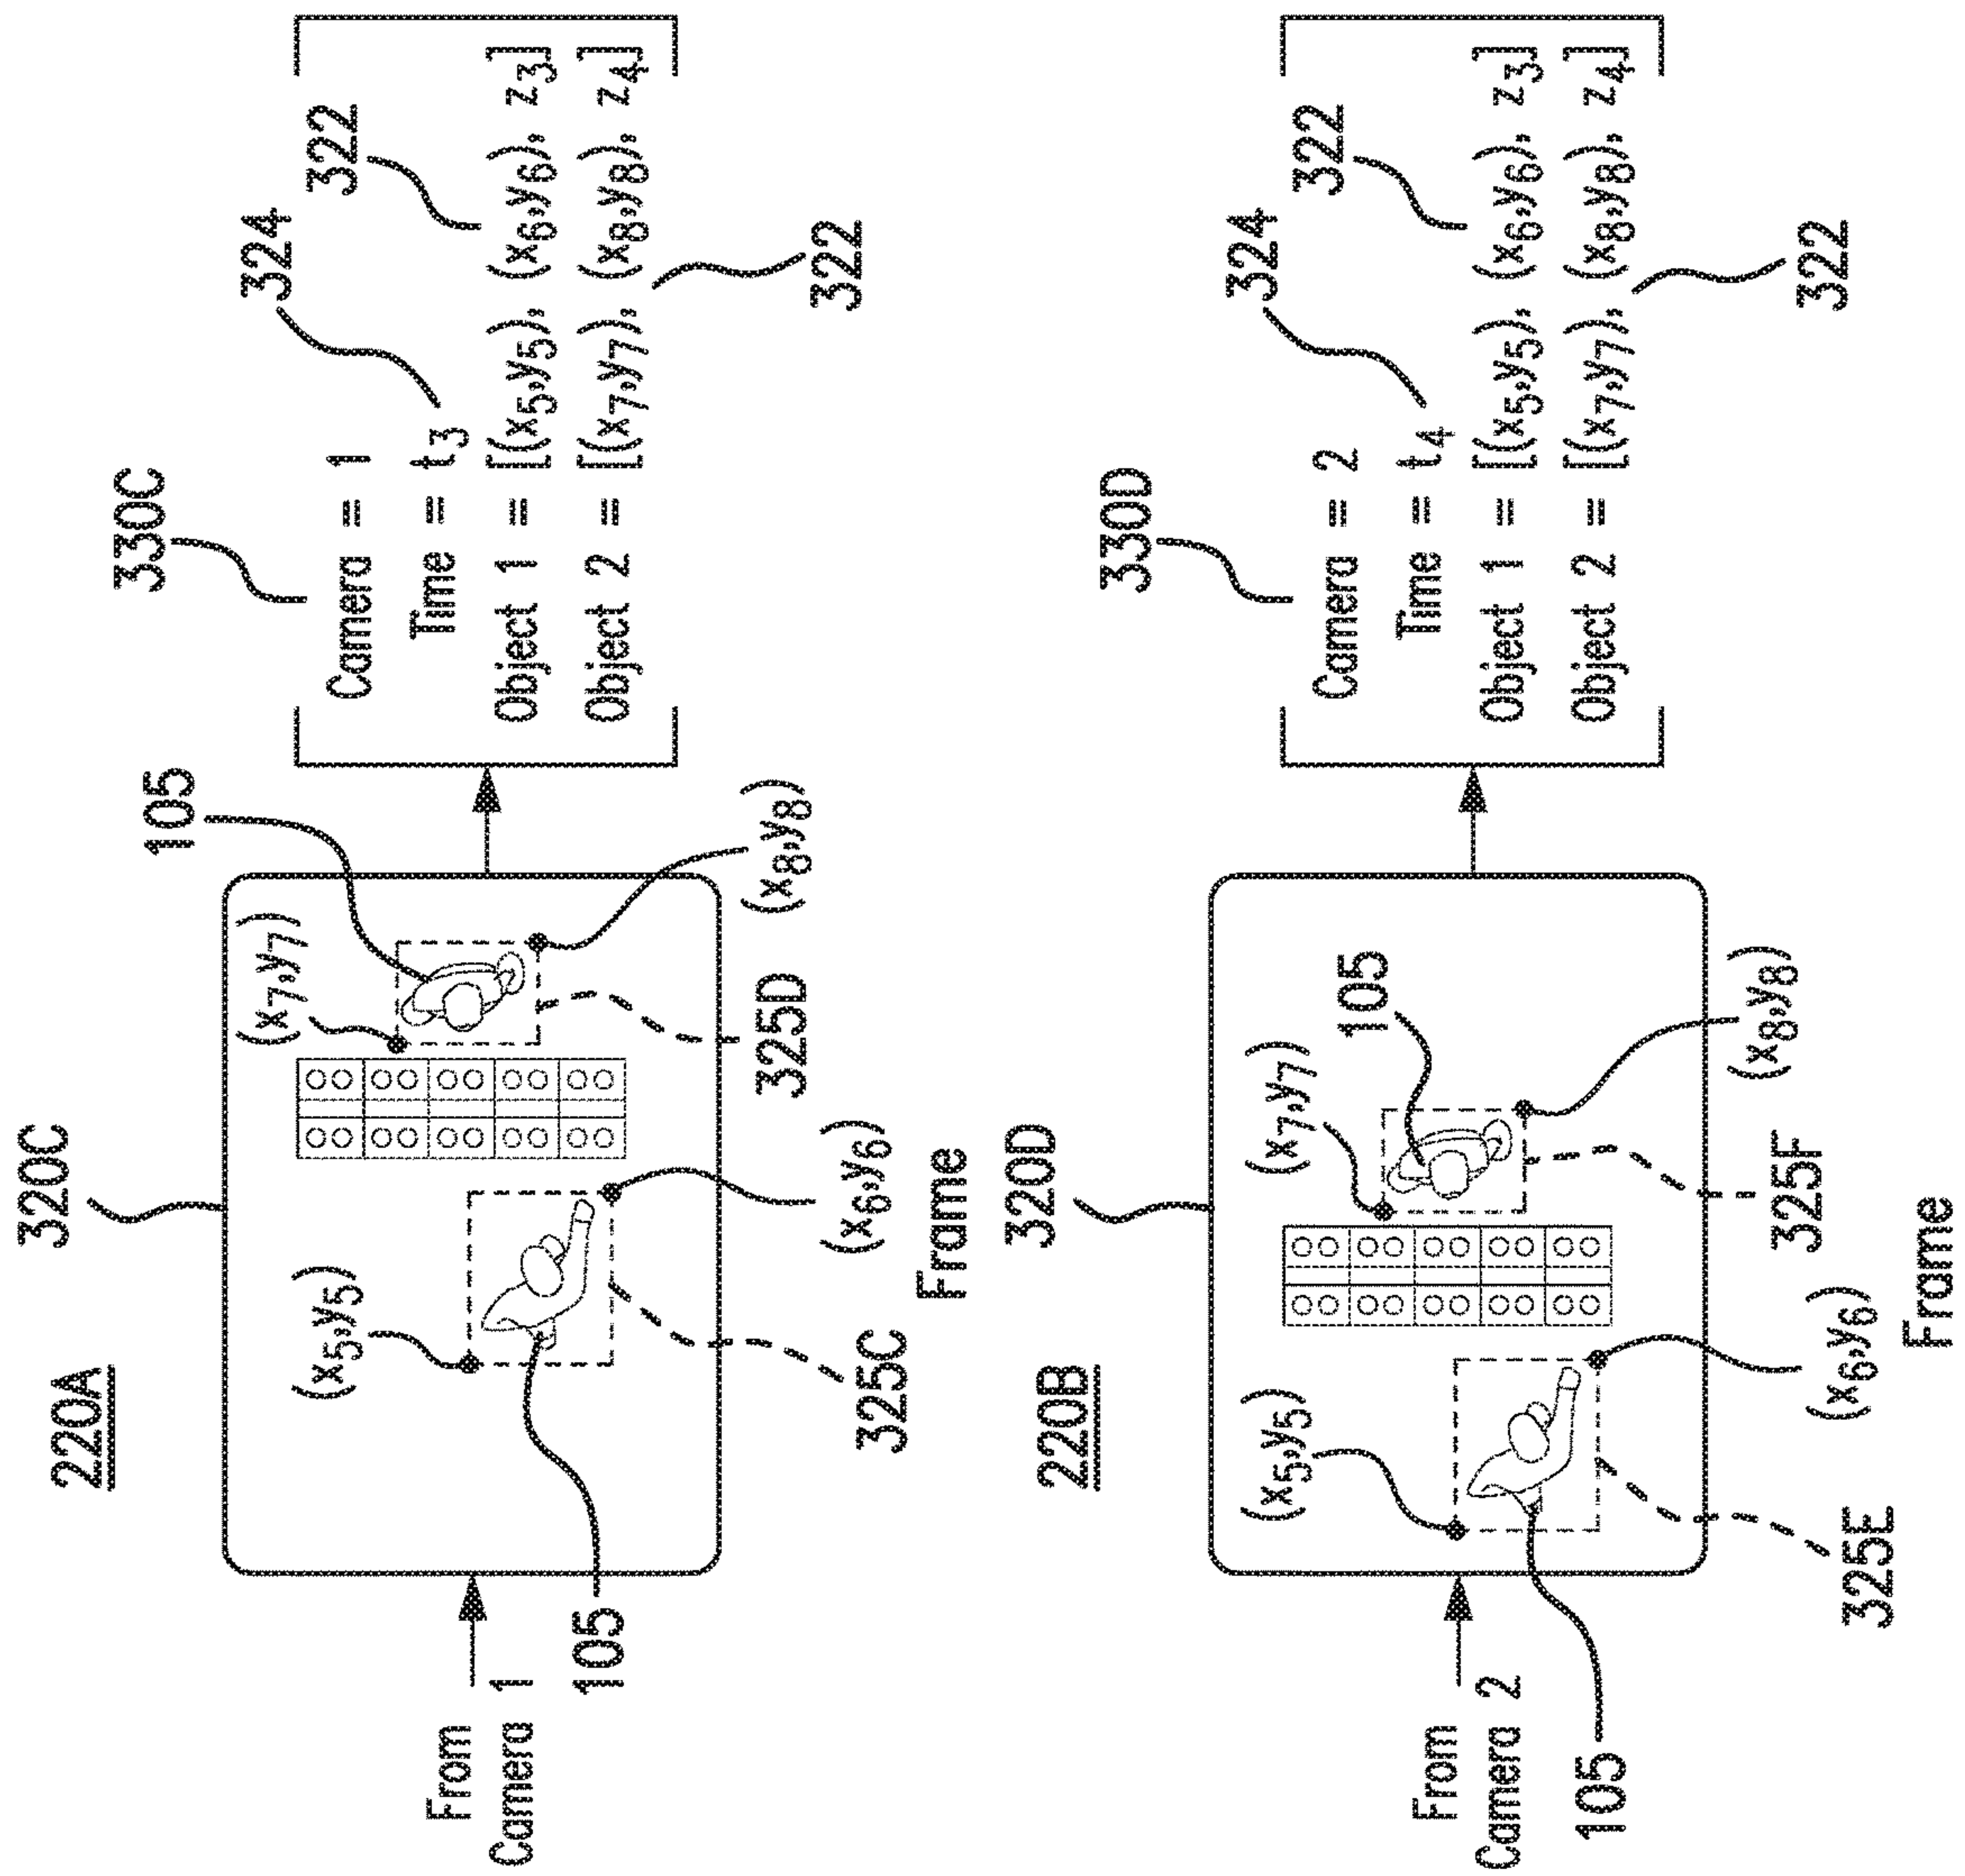 220A
320C
From
Camera 1
105
(x5,y5)
(x7,y7)
105
325C
(x6,y6)
325D
(x8,y8)
Frame
330C
324
322
Camera = 1
Time = t3
Object 1 = [(x5,y5), (x6,y6), z3]
Object 2 = [(x7,y7), (x8,y8), z4]
322
220B
320D
From
Camera 2
105
(x5,y5)
(x7,y7)
105
325E
(x6,y6)
325F
(x8,y8)
Frame
330D
324
322
Camera = 2
Time = t4
Object 1 = [(x5,y5), (x6,y6), z3]
Object 2 = [(x7,y7), (x8,y8), z4]
322